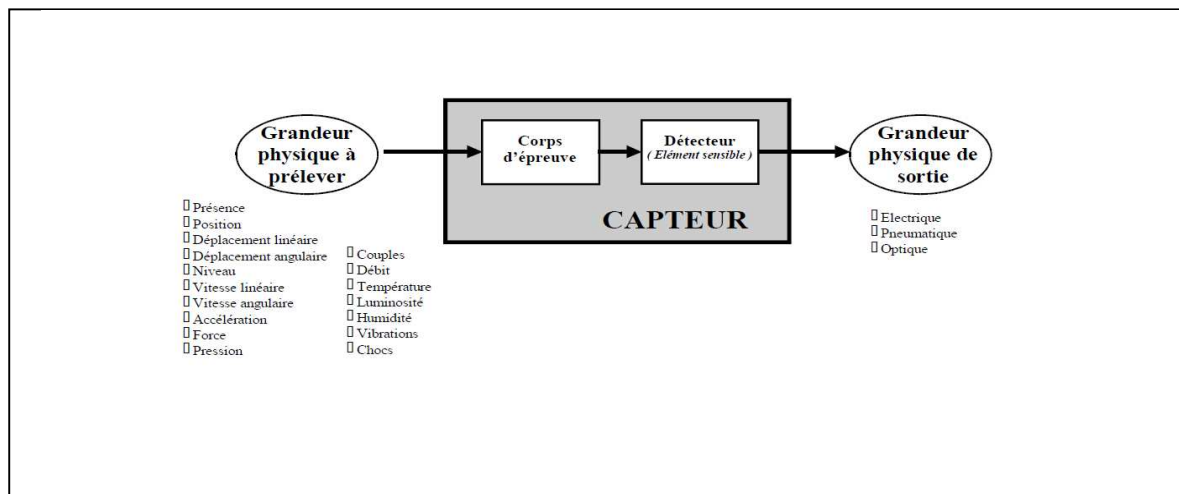 Grandeur
physique à
prélever
Corps
d'épreuve
Détecteur
( Elément sensible )
CAPTEUR
Grandeur
physique de
sortie
Présence
Position
Déplacement linéaire
Déplacement angulaire
Niveau
Vitesse linéaire
Vitesse angulaire
Accélération
Force
Pression
Couples
Débit
Température
Luminosité
Humidité
Vibrations
Chocs
Electrique
Pneumatique
Optique